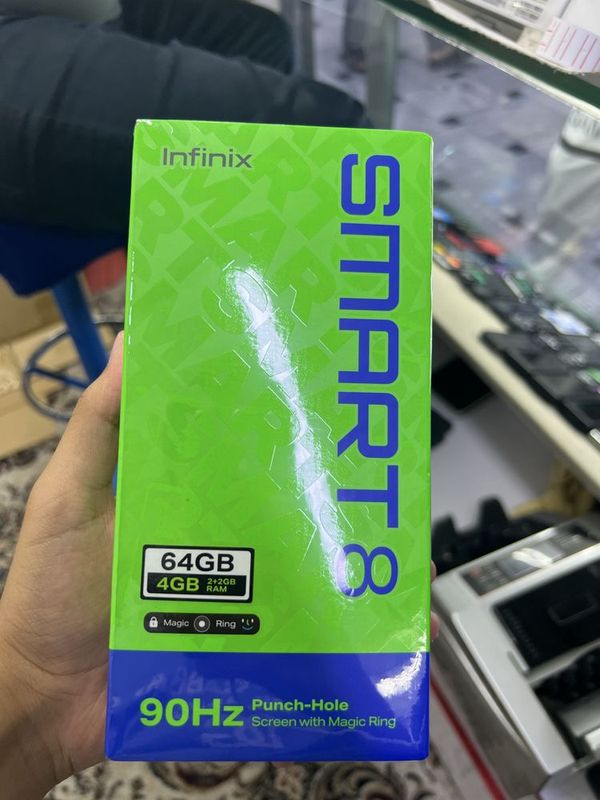 Infinix
SMART 8
64GB
4GB 2+2GB RAM
Magic Ring
90Hz Punch-Hole
Screen with Magic Ring